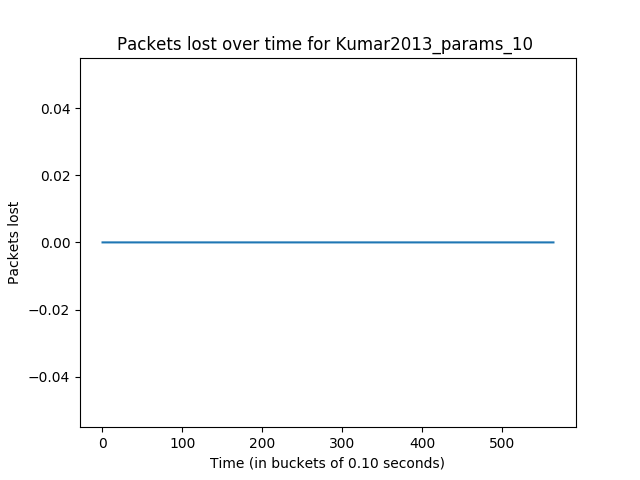 Packets lost over time for Kumar2013_params_10
Packets lost
0.04
0.02
0.00
−0.02
−0.04
0 100 200 300 400 500
Time (in buckets of 0.10 seconds)